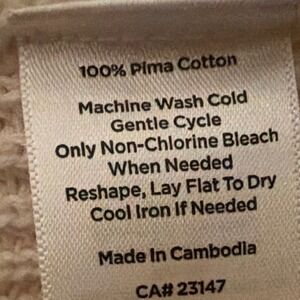 100% Pima Cotton
Machine Wash Cold
Gentle Cycle
Only Non-Chlorine Bleach
When Needed
Reshape, Lay Flat To Dry
Cool Iron If Needed
Made In Cambodia
CA# 23147